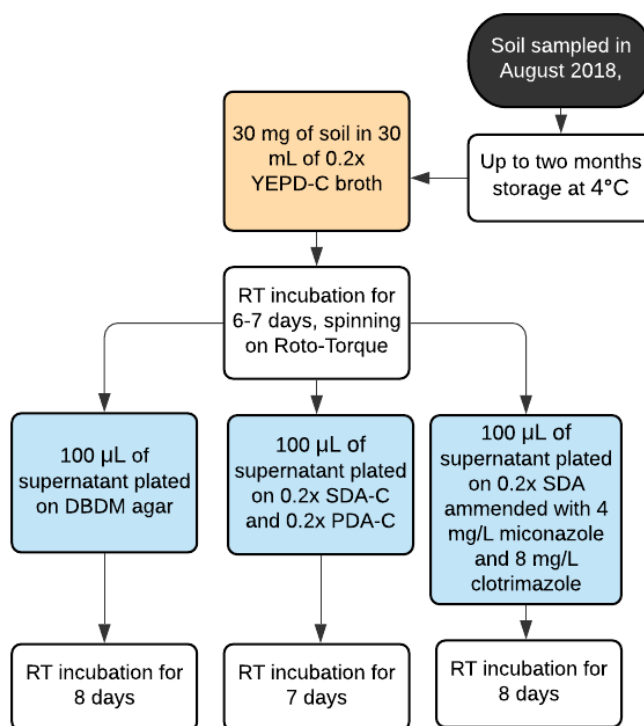 Soil sampled in
August 2018,
30 mg of soil in 30
mL of 0.2x
YEPD-C broth
Up to two months
storage at 4°C
RT incubation for
6-7 days, spinning
on Roto-Torque
100 µL of
supernatant plated
on DBDM agar
100 µL of
supernatant plated
on 0.2x SDA-C
and 0.2x PDA-C
100 µL of
supernatant plated
on 0.2x SDA
ammended with 4
mg/L miconazole
and 8 mg/L
clotrimazole
RT incubation for
8 days
RT incubation for
7 days
RT incubation for
8 days